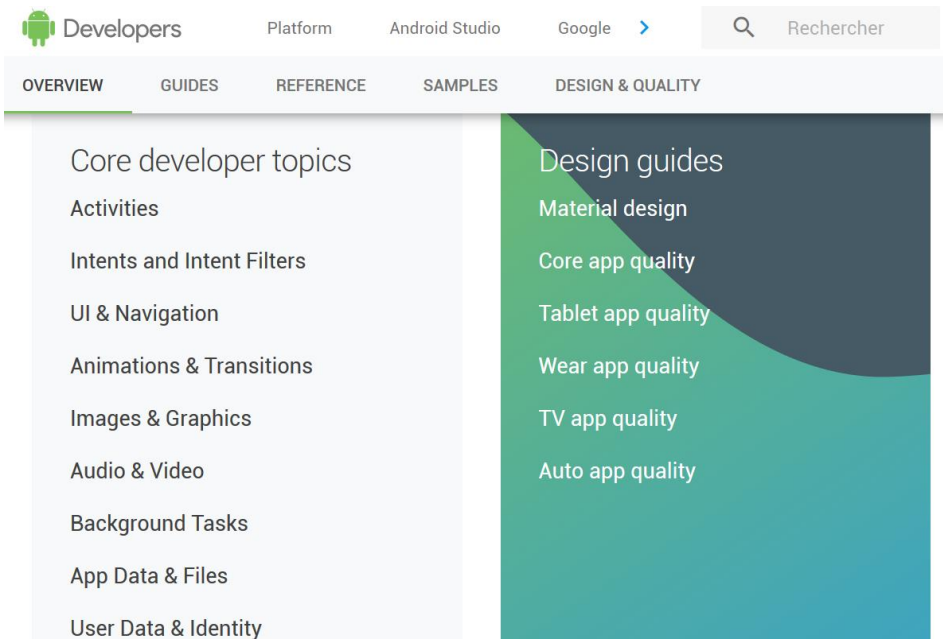 Developers Platform Android Studio Google Rechercher
OVERVIEW GUIDES REFERENCE SAMPLES DESIGN & QUALITY
Core developer topics
Activities
Intents and Intent Filters
UI & Navigation
Animations & Transitions
Images & Graphics
Audio & Video
Background Tasks
App Data & Files
User Data & Identity
Design guides
Material design
Core app quality
Tablet app quality
Wear app quality
TV app quality
Auto app quality